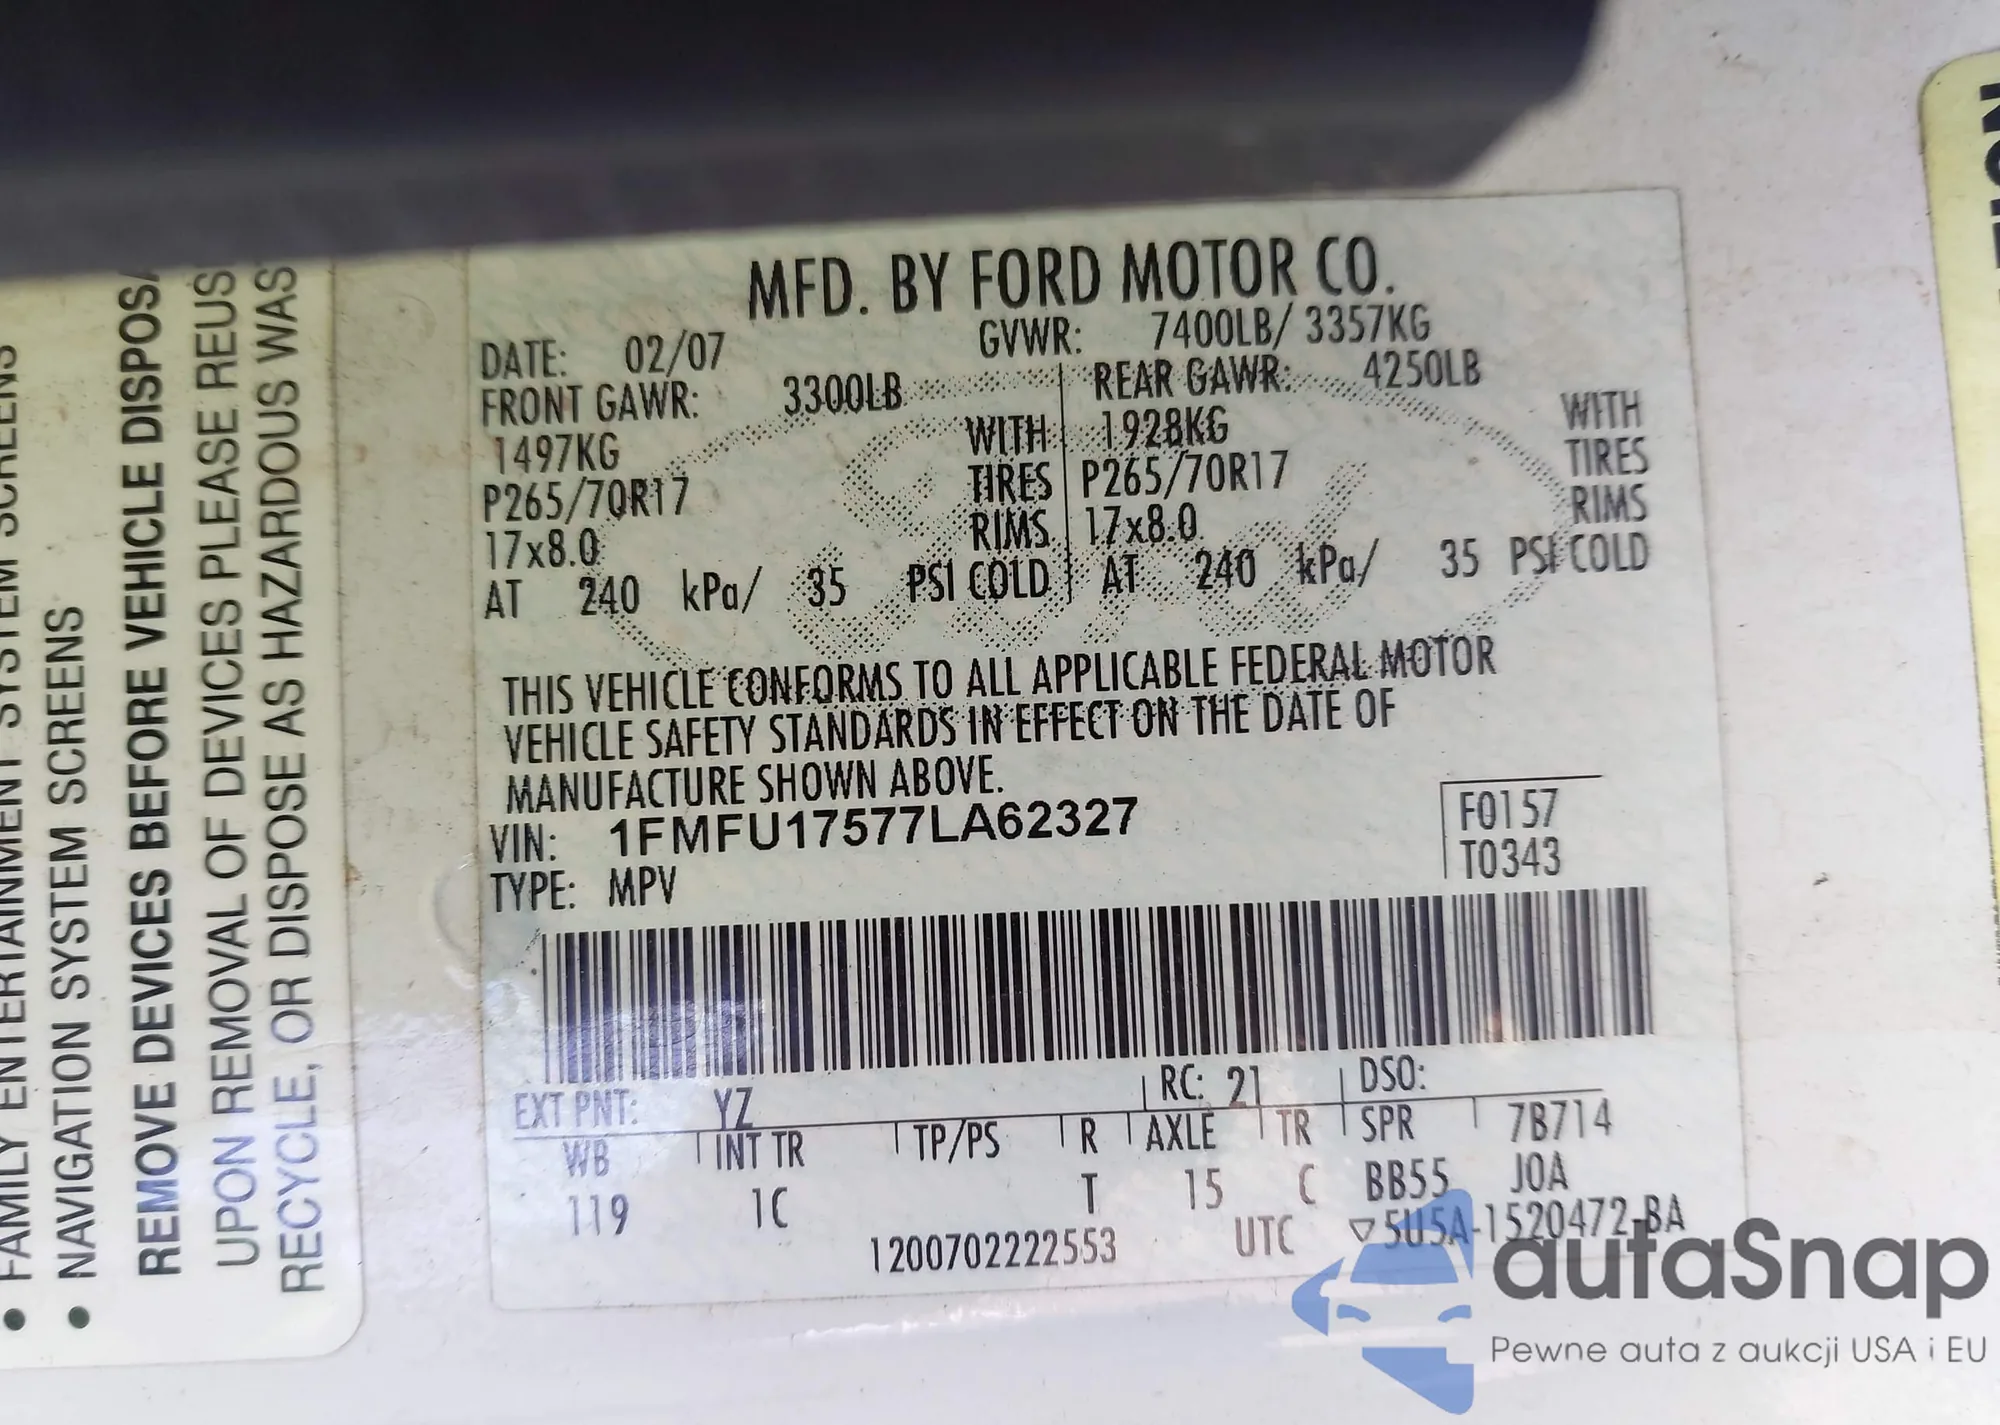 FAMILY ENTERTAINMENT SYSTEM SCREENS
• NAVIGATION SYSTEM SCREENS
REMOVE DEVICES BEFORE VEHICLE
UPON REMOVAL OF DEVICES PLEASE
RECYCLE, OR DISPOSE AS HAZARDOUS
MFD. BY FORD MOTOR CO.
DATE: 02/07 GVWR: 7400LB/ 3357KG
FRONT GAWR: 3300LB REAR GAWR: 4250LB
1497KG WITH 1928KG WITH
P265/70R17 TIRES P265/70R17 TIRES
17x8.0 RIMS 17x8.0 RIMS
AT 240 kPa/ 35 PSI COLD AT 240 kPa/ 35 PSI COLD
THIS VEHICLE CONFORMS TO ALL APPLICABLE FEDERAL MOTOR
VEHICLE SAFETY STANDARDS IN EFFECT ON THE DATE OF
MANUFACTURE SHOWN ABOVE.
VIN: 1FMFU17577LA62327 F0157
TYPE: MPV T0343
EXT PNT: YZ RC: 21 DSO:
WB INT TR TP/PS R AXLE TR SPR 7B714
119 1C T 15 C BB55 JOA
1200702222553 UTC ▽5U5A-1520472-BA
autaSnap
Pewne auta z aukcji USA i EU